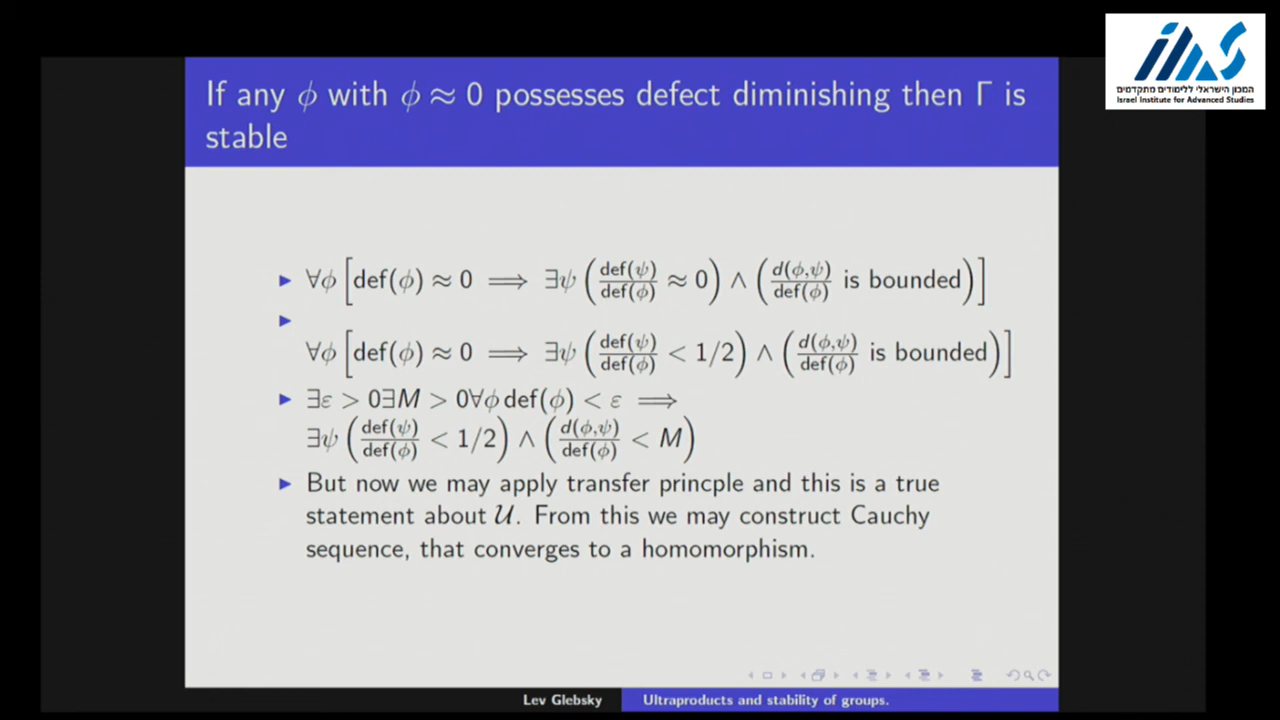 המכון הישראלי ללימודים מתקדמים
Israel Institute for Advanced Studies
If any ϕ with ϕ ≈ 0 possesses defect diminishing then Γ is
stable
▶ ∀ϕ [def(ϕ) ≈ 0 ⟹ ∃ψ (def(ψ)/def(ϕ) ≈ 0) ∧ (d(ϕ,ψ)/def(ϕ) is bounded)]
▶
∀ϕ [def(ϕ) ≈ 0 ⟹ ∃ψ (def(ψ)/def(ϕ) < 1/2) ∧ (d(ϕ,ψ)/def(ϕ) is bounded)]
▶ ∃ε > 0∃M > 0∀ϕ def(ϕ) < ε ⟹
∃ψ (def(ψ)/def(ϕ) < 1/2) ∧ (d(ϕ,ψ)/def(ϕ) < M)
▶ But now we may apply transfer princple and this is a true
statement about 𝒰. From this we may construct Cauchy
sequence, that converges to a homomorphism.
Lev Glebsky
Ultraproducts and stability of groups.